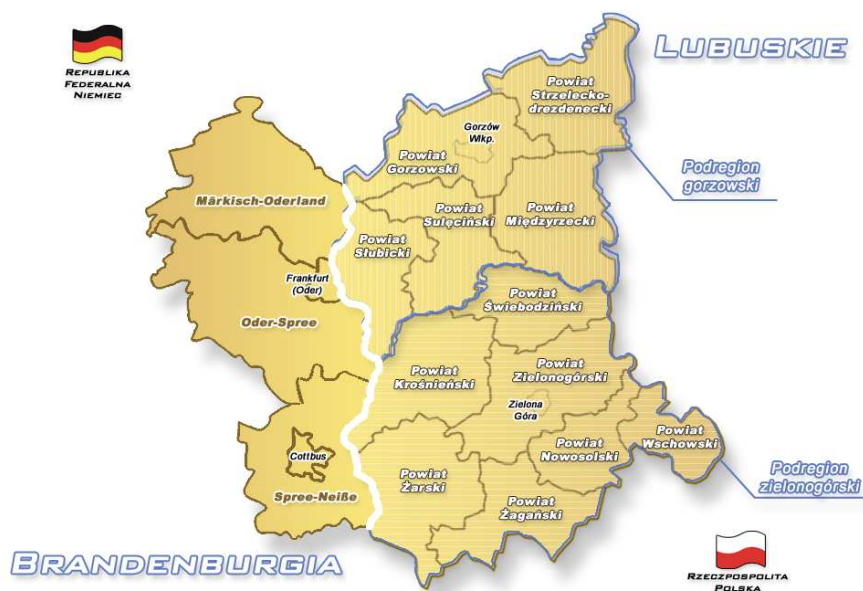 REPUBLIKA
FEDERALNA
NIEMIEC
LUBUSKIE
Powiat
Strzelecko-
drezdenecki
Gorzów
Wlkp.
Powiat
Gorzowski
Podregion
gorzowski
Märkisch-Oderland
Powiat
Sulęciński
Powiat
Międzyrzecki
Powiat
Słubicki
Frankfurt
(Oder)
Powiat
Świebodziński
Oder-Spree
Powiat
Krośnieński
Powiat
Zielonogórski
Zielona
Góra
Powiat
Wschowski
Powiat
Nowosolski
Cottbus
Powiat
Żarski
Podregion
zielonogórski
Spree-Neiße
Powiat
Żagański
BRANDENBURGIA
RZECZPOSPOLITA
POLSKA